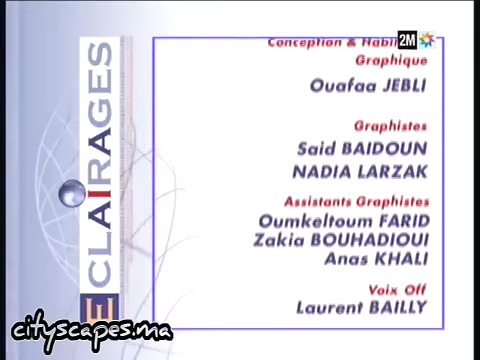 Conception & Habil
2M
Graphique
Ouafaa JEBLI
Graphistes
Said BAIDOUN
NADIA LARZAK
Assistants Graphistes
Oumkeltoum FARID
Zakia BOUHADIOUI
Anas KHALI
Voix Off
Laurent BAILLY
ECLAIRAGES
cityscapes.ma